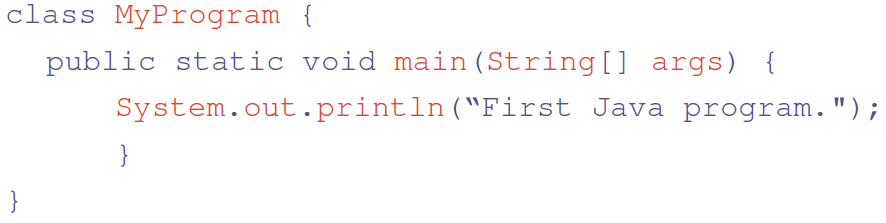 class MyProgram {
public static void main(String[] args) {
System.out.println(“First Java program.");
}
}